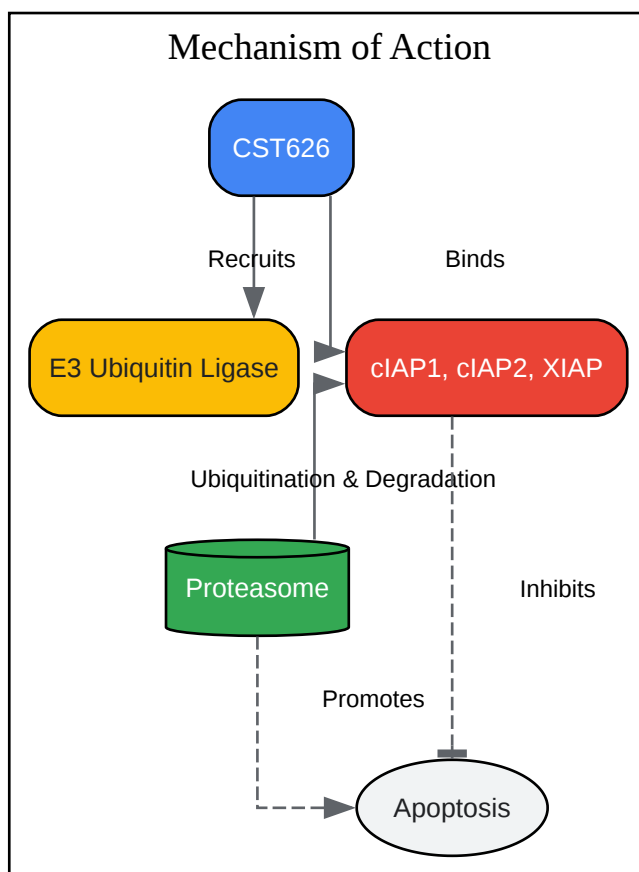 Mechanism of Action
CST626
Recruits
Binds
E3 Ubiquitin Ligase
cIAP1, cIAP2, XIAP
Ubiquitination & Degradation
Proteasome
Inhibits
Promotes
Apoptosis